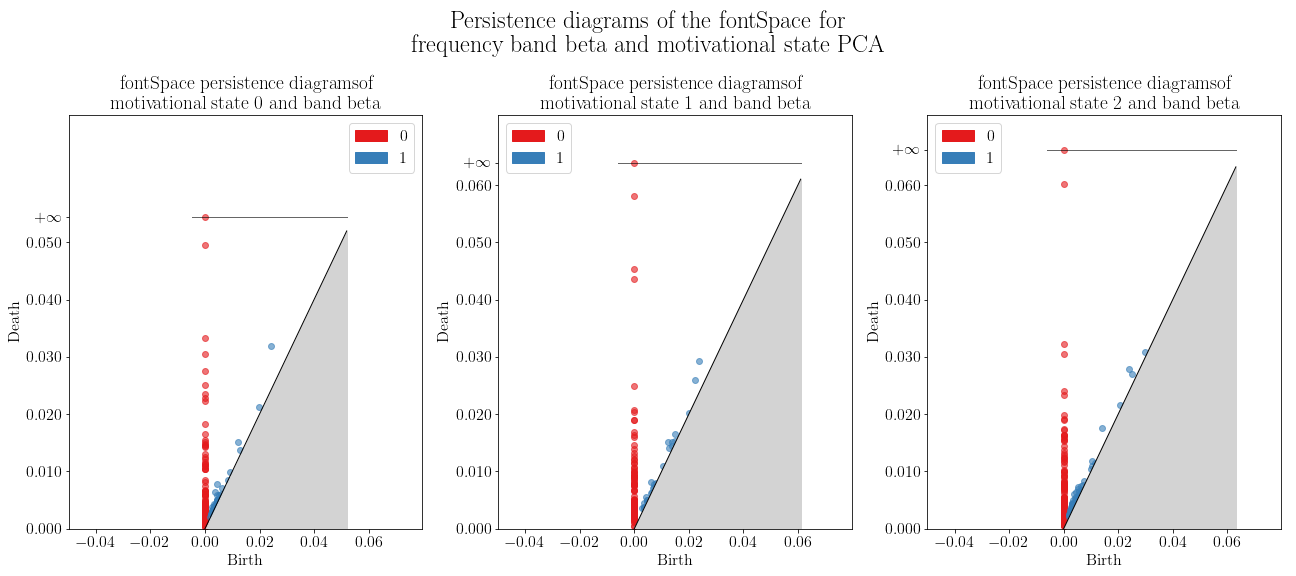 Persistence diagrams of the fontSpace for
frequency band beta and motivational state PCA
fontSpace persistence diagramsof
motivational state 0 and band beta
0
1
+∞
0.050
0.040
0.030
0.020
0.010
0.000
Death
−0.04 −0.02 0.00 0.02 0.04 0.06
Birth
fontSpace persistence diagramsof
motivational state 1 and band beta
0
1
+∞
0.060
0.050
0.040
0.030
0.020
0.010
0.000
Death
−0.04 −0.02 0.00 0.02 0.04 0.06
Birth
fontSpace persistence diagramsof
motivational state 2 and band beta
0
1
+∞
0.060
0.050
0.040
0.030
0.020
0.010
0.000
Death
−0.04 −0.02 0.00 0.02 0.04 0.06
Birth